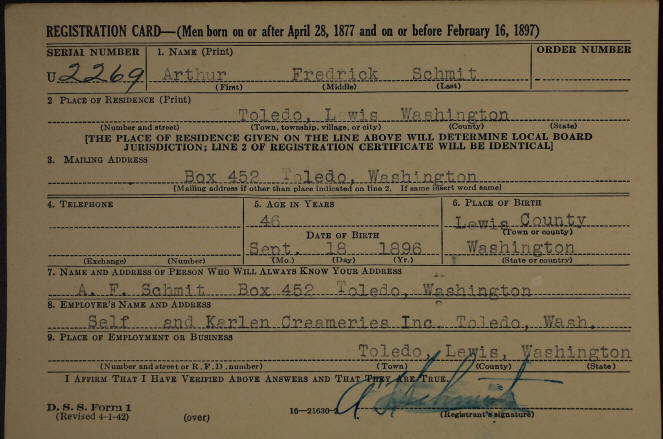 REGISTRATION CARD—(Men born on or after April 28, 1877 and on or before February 16, 1897)
SERIAL NUMBER 1. NAME (Print) ORDER NUMBER
U 2269 Arthur Fredrick Schmit
(First) (Middle) (Last)
2 PLACE OF RESIDENCE (Print)
Toledo, Lewis Washington
(Number and street) (Town, township, village, or city) (County) (State)
[THE PLACE OF RESIDENCE GIVEN ON THE LINE ABOVE WILL DETERMINE LOCAL BOARD
JURISDICTION; LINE 2 OF REGISTRATION CERTIFICATE WILL BE IDENTICAL]
3. MAILING ADDRESS
Box 452 Toledo, Washington
[Mailing address if other than place indicated on line 2. If same insert word same]
4. TELEPHONE 5. AGE IN YEARS 6. PLACE OF BIRTH
46 Lewis County
DATE OF BIRTH (Town or county)
Sept. 18 1896 Washington
(Exchange) (Number) (Mo.) (Day) (Yr.) (State or country)
7. NAME AND ADDRESS OF PERSON WHO WILL ALWAYS KNOW YOUR ADDRESS
A. F. Schmit Box 452 Toledo, Washington
8. EMPLOYER'S NAME AND ADDRESS
Self and Karlen Creameries Inc. Toledo, Wash.
9. PLACE OF EMPLOYMENT OR BUSINESS
Toledo, Lewis, Washington
(Number and street or R. F. D. number) (Town) (County) (State)
I AFFIRM THAT I HAVE VERIFIED ABOVE ANSWERS AND THAT THEY ARE TRUE.
A F Schmit
D. S. S. Form 1
(Revised 4-1-42) (over) 16—21630-2 (Registrant's signature)